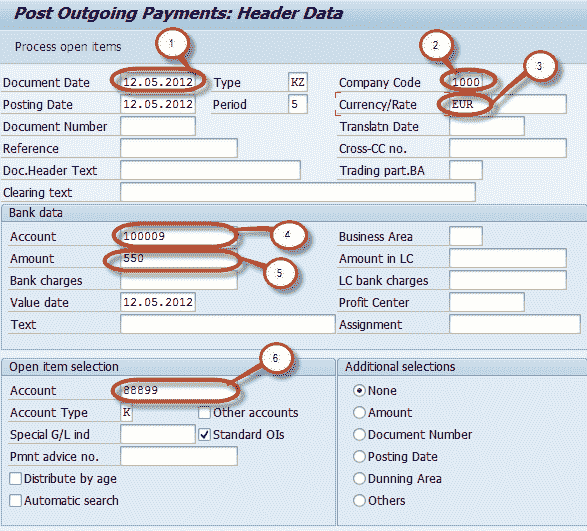 Post Outgoing Payments: Header Data
Process open items
1
2
3
Document Date 12.05.2012 Type KZ Company Code 1000
Posting Date 12.05.2012 Period 5 Currency/Rate EUR
Document Number Translatn Date
Reference Cross-CC no.
Doc.Header Text Trading part.BA
Clearing text
Bank data
Account 100009 4 Business Area
Amount 550 5 Amount in LC
Bank charges LC bank charges
Value date 12.05.2012 Profit Center
Text Assignment
6
Open item selection Additional selections
Account 88899 None
Account Type K Other accounts Amount
Special G/L ind Standard OIs Document Number
Pmnt advice no. Posting Date
Distribute by age Dunning Area
Automatic search Others